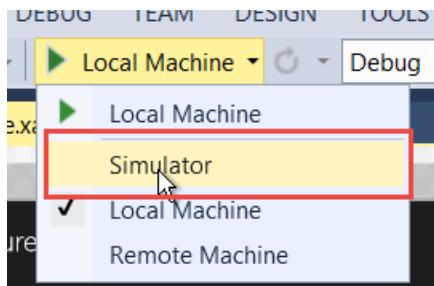 DEBUG TEAM DESIGN TOOLS
Local Machine Debug
Local Machine
Simulator
Local Machine
Remote Machine